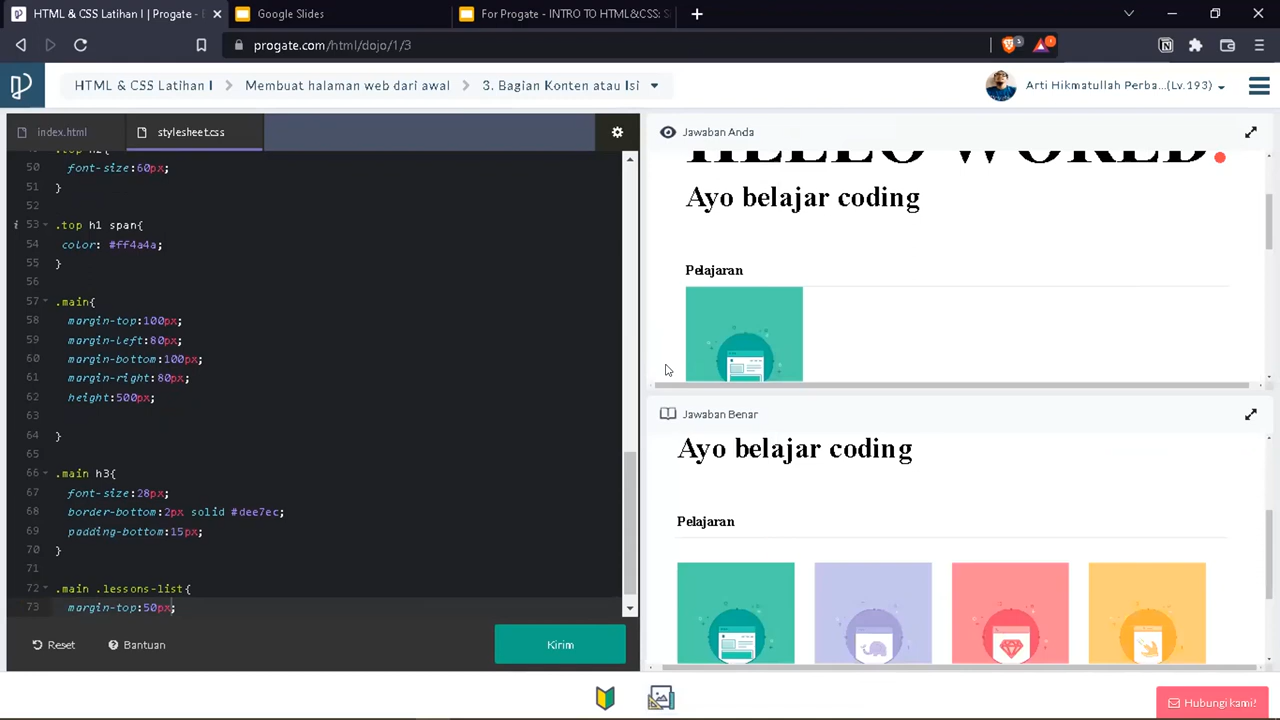 HTML & CSS Latihan I | Progate -
Google Slides
For Progate - INTRO TO HTML&CSS: S
progate.com/html/dojo/1/3
HTML & CSS Latihan I
Membuat halaman web dari awal
3. Bagian Konten atau Isi
Arti Hikmatullah Perba...(Lv.193)
index.html
stylesheet.css
Jawaban Anda
50 font-size:60px;
51 }
52
53 .top h1 span{
54 color: #ff4a4a;
55 }
56
57 .main{
58 margin-top:100px;
59 margin-left:80px;
60 margin-bottom:100px;
61 margin-right:80px;
62 height:500px;
63
64 }
65
66 .main h3{
67 font-size:28px;
68 border-bottom:2px solid #dee7ec;
69 padding-bottom:15px;
70 }
71
72 .main .lessons-list{
73 margin-top:50px;
Reset
Bantuan
Kirim
HELLO WORLD.
Ayo belajar coding
Pelajaran
Jawaban Benar
Ayo belajar coding
Pelajaran
Hubungi kami!